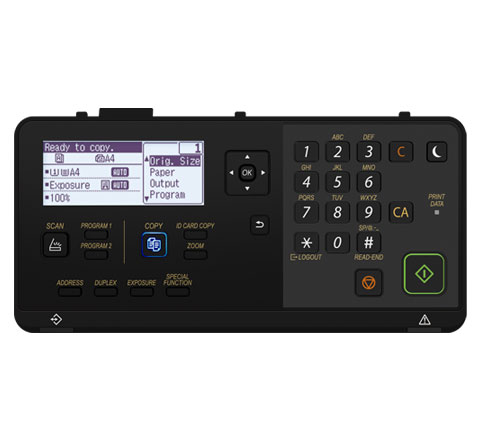 Ready to copy.
1
A4
Orig. Size
A4 AUTO
Paper
Exposure AUTO
Output
100%
Program
OK
ABC DEF
1 2 3 C
GHI JKL MNO
4 5 6
PQRS TUV WXYZ
7 8 9 CA
PRINT
DATA
0 #
LOGOUT READ-END
SCAN PROGRAM 1 COPY ID CARD COPY
PROGRAM 2 ZOOM
ADDRESS DUPLEX EXPOSURE SPECIAL
FUNCTION